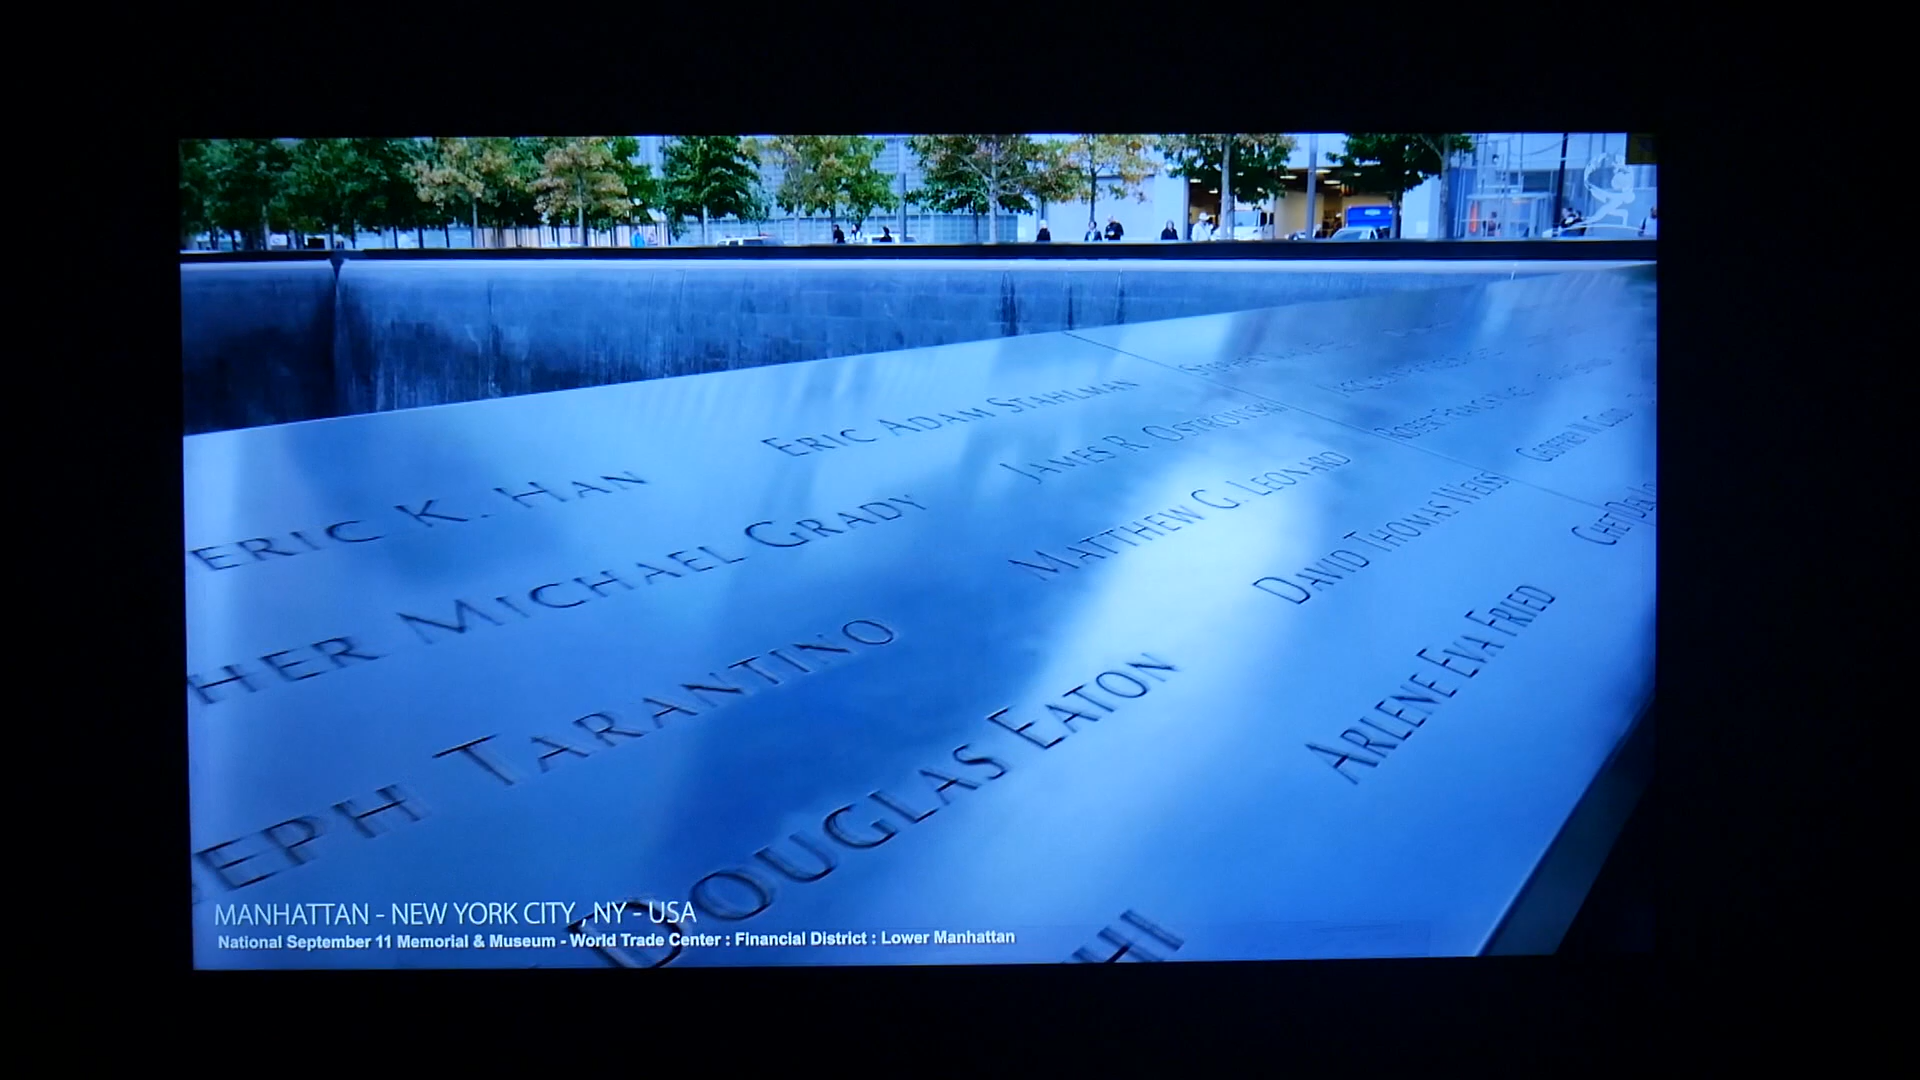 ERIC K. HAN
ERIC ADAM STAHLMAN
HER MICHAEL GRADY
JAMES R. OSTROWSKI
EPH TARANTINO
MATTHEW G. LEONARD
DOUGLAS EATON
DAVID THOMAS WEISS
ARLENE EVA FRIED
HI
MANHATTAN - NEW YORK CITY , NY - USA
National September 11 Memorial & Museum - World Trade Center : Financial District : Lower Manhattan